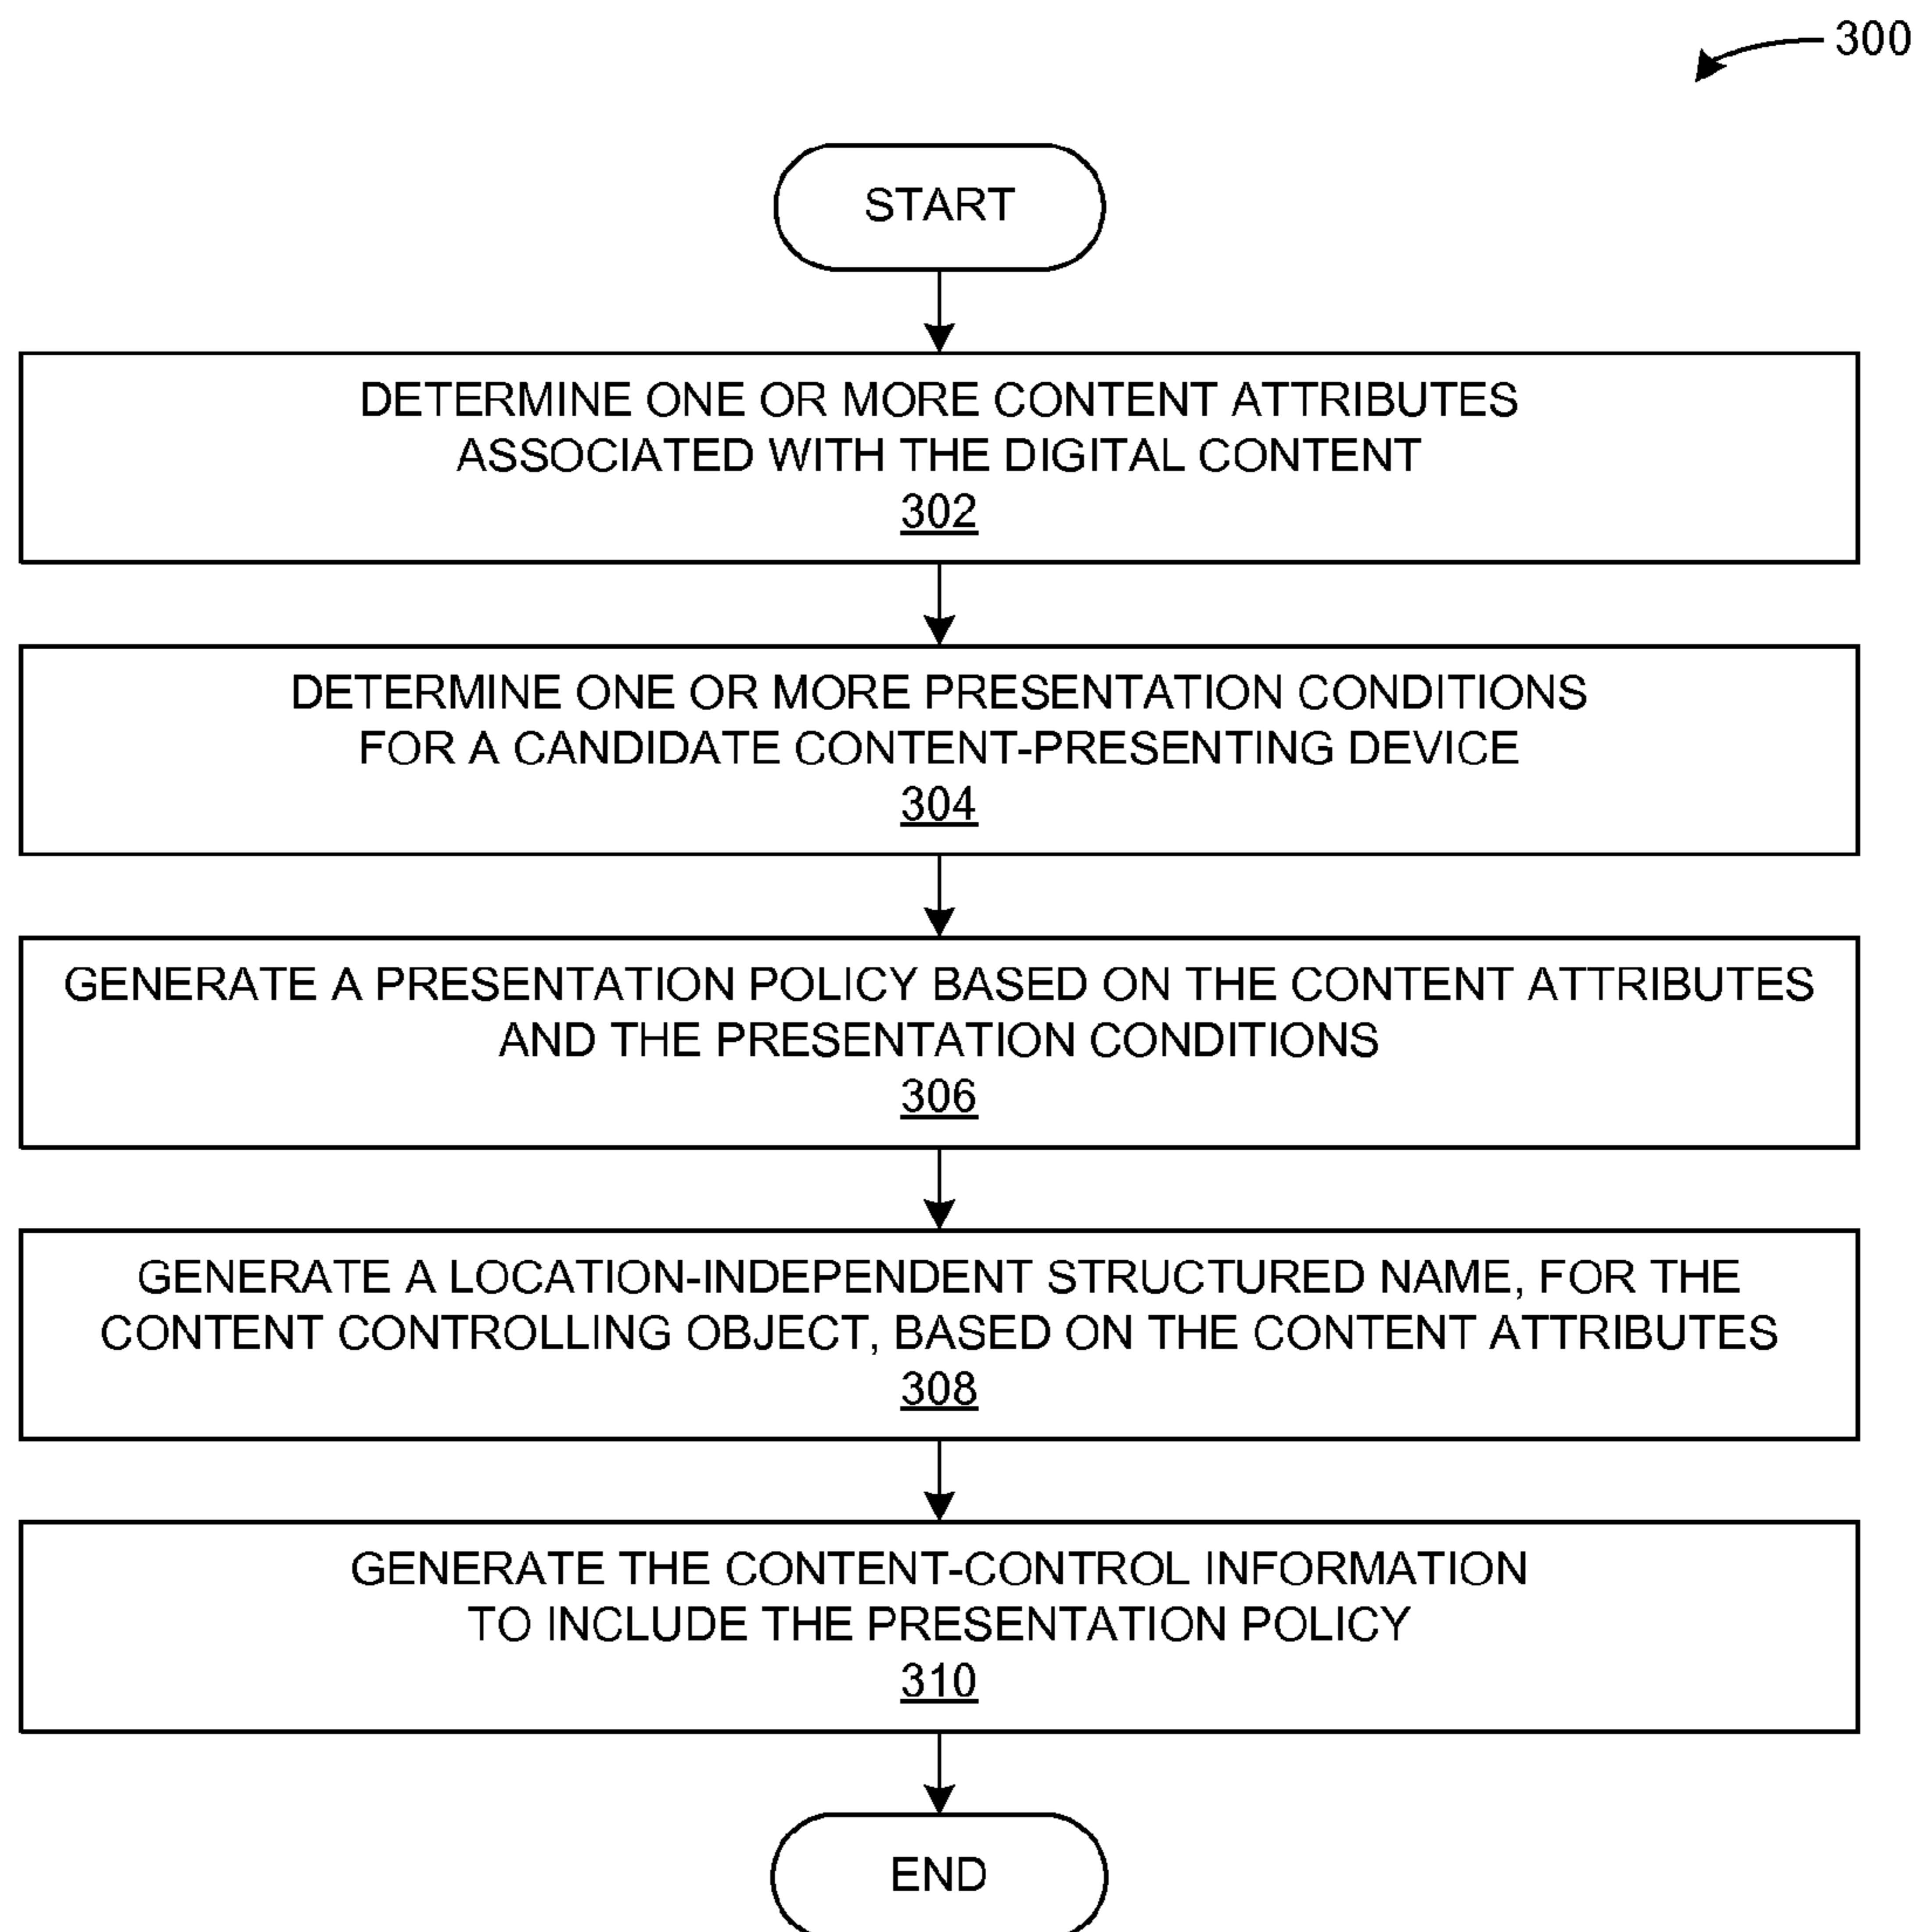 300
START
DETERMINE ONE OR MORE CONTENT ATTRIBUTES
ASSOCIATED WITH THE DIGITAL CONTENT
302
DETERMINE ONE OR MORE PRESENTATION CONDITIONS
FOR A CANDIDATE CONTENT-PRESENTING DEVICE
304
GENERATE A PRESENTATION POLICY BASED ON THE CONTENT ATTRIBUTES
AND THE PRESENTATION CONDITIONS
306
GENERATE A LOCATION-INDEPENDENT STRUCTURED NAME, FOR THE
CONTENT CONTROLLING OBJECT, BASED ON THE CONTENT ATTRIBUTES
308
GENERATE THE CONTENT-CONTROL INFORMATION
TO INCLUDE THE PRESENTATION POLICY
310
END